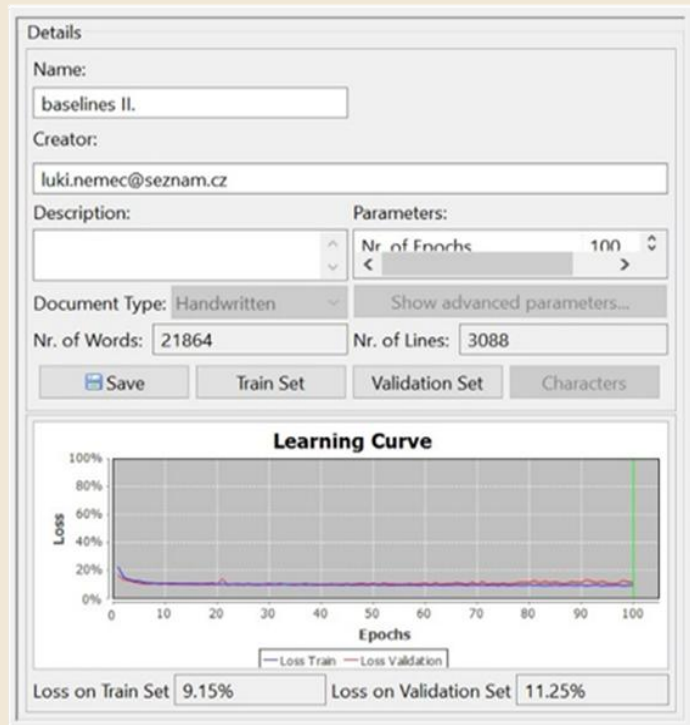 Details
Name:
baselines II.
Creator:
luki.nemec@seznam.cz
Description: Parameters:
Nr. of Epochs 100
Document Type: Handwritten Show advanced parameters...
Nr. of Words: 21864 Nr. of Lines: 3088
Save Train Set Validation Set Characters
Learning Curve
100%
80%
60%
40%
20%
0%
Loss
0 10 20 30 40 50 60 70 80 90 100
Epochs
Loss Train Loss Validation
Loss on Train Set 9.15% Loss on Validation Set 11.25%